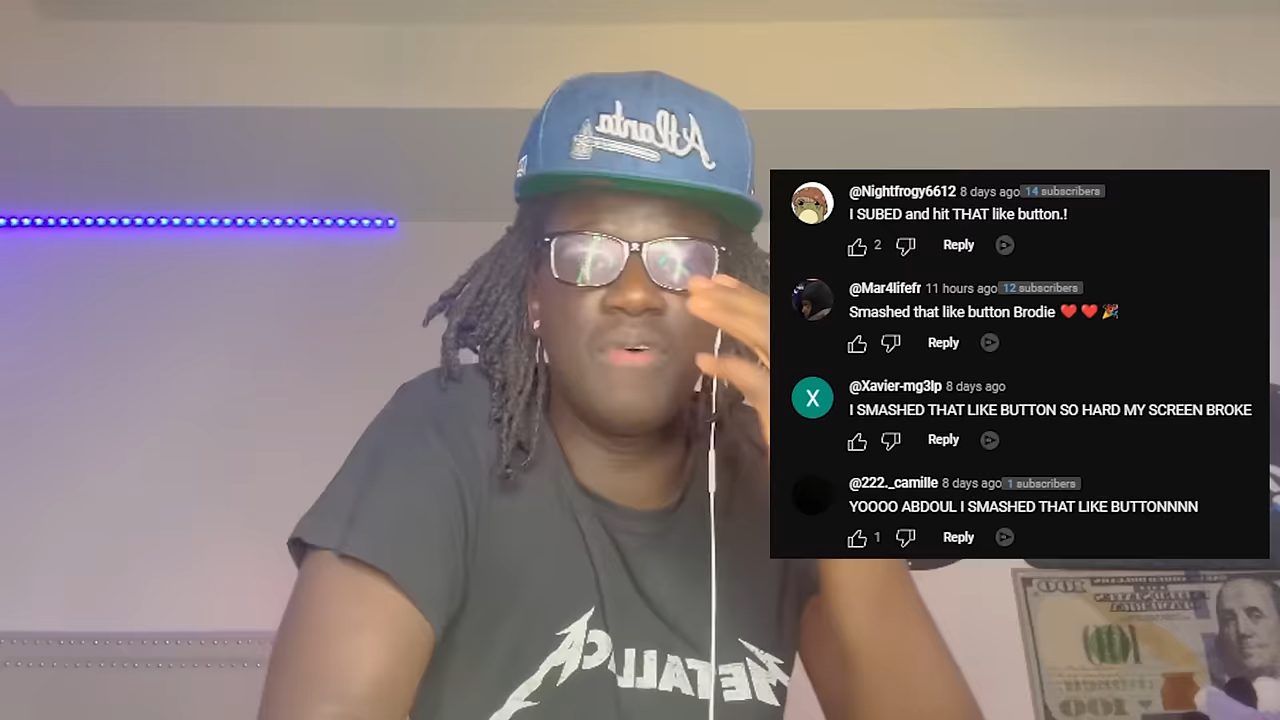 Atlanta
@Nightfrogy6612 8 days ago 14 subscribers
I SUBED and hit THAT like button.!
2 Reply
@Mar4lifefr 11 hours ago 12 subscribers
Smashed that like button Brodie ❤️ ❤️ 🎉
Reply
X
@Xavier-mg3lp 8 days ago
I SMASHED THAT LIKE BUTTON SO HARD MY SCREEN BROKE
Reply
@222._camille 8 days ago 1 subscribers
YOOOO ABDOUL I SMASHED THAT LIKE BUTTONNNN
1 Reply
METALLICA
100
100